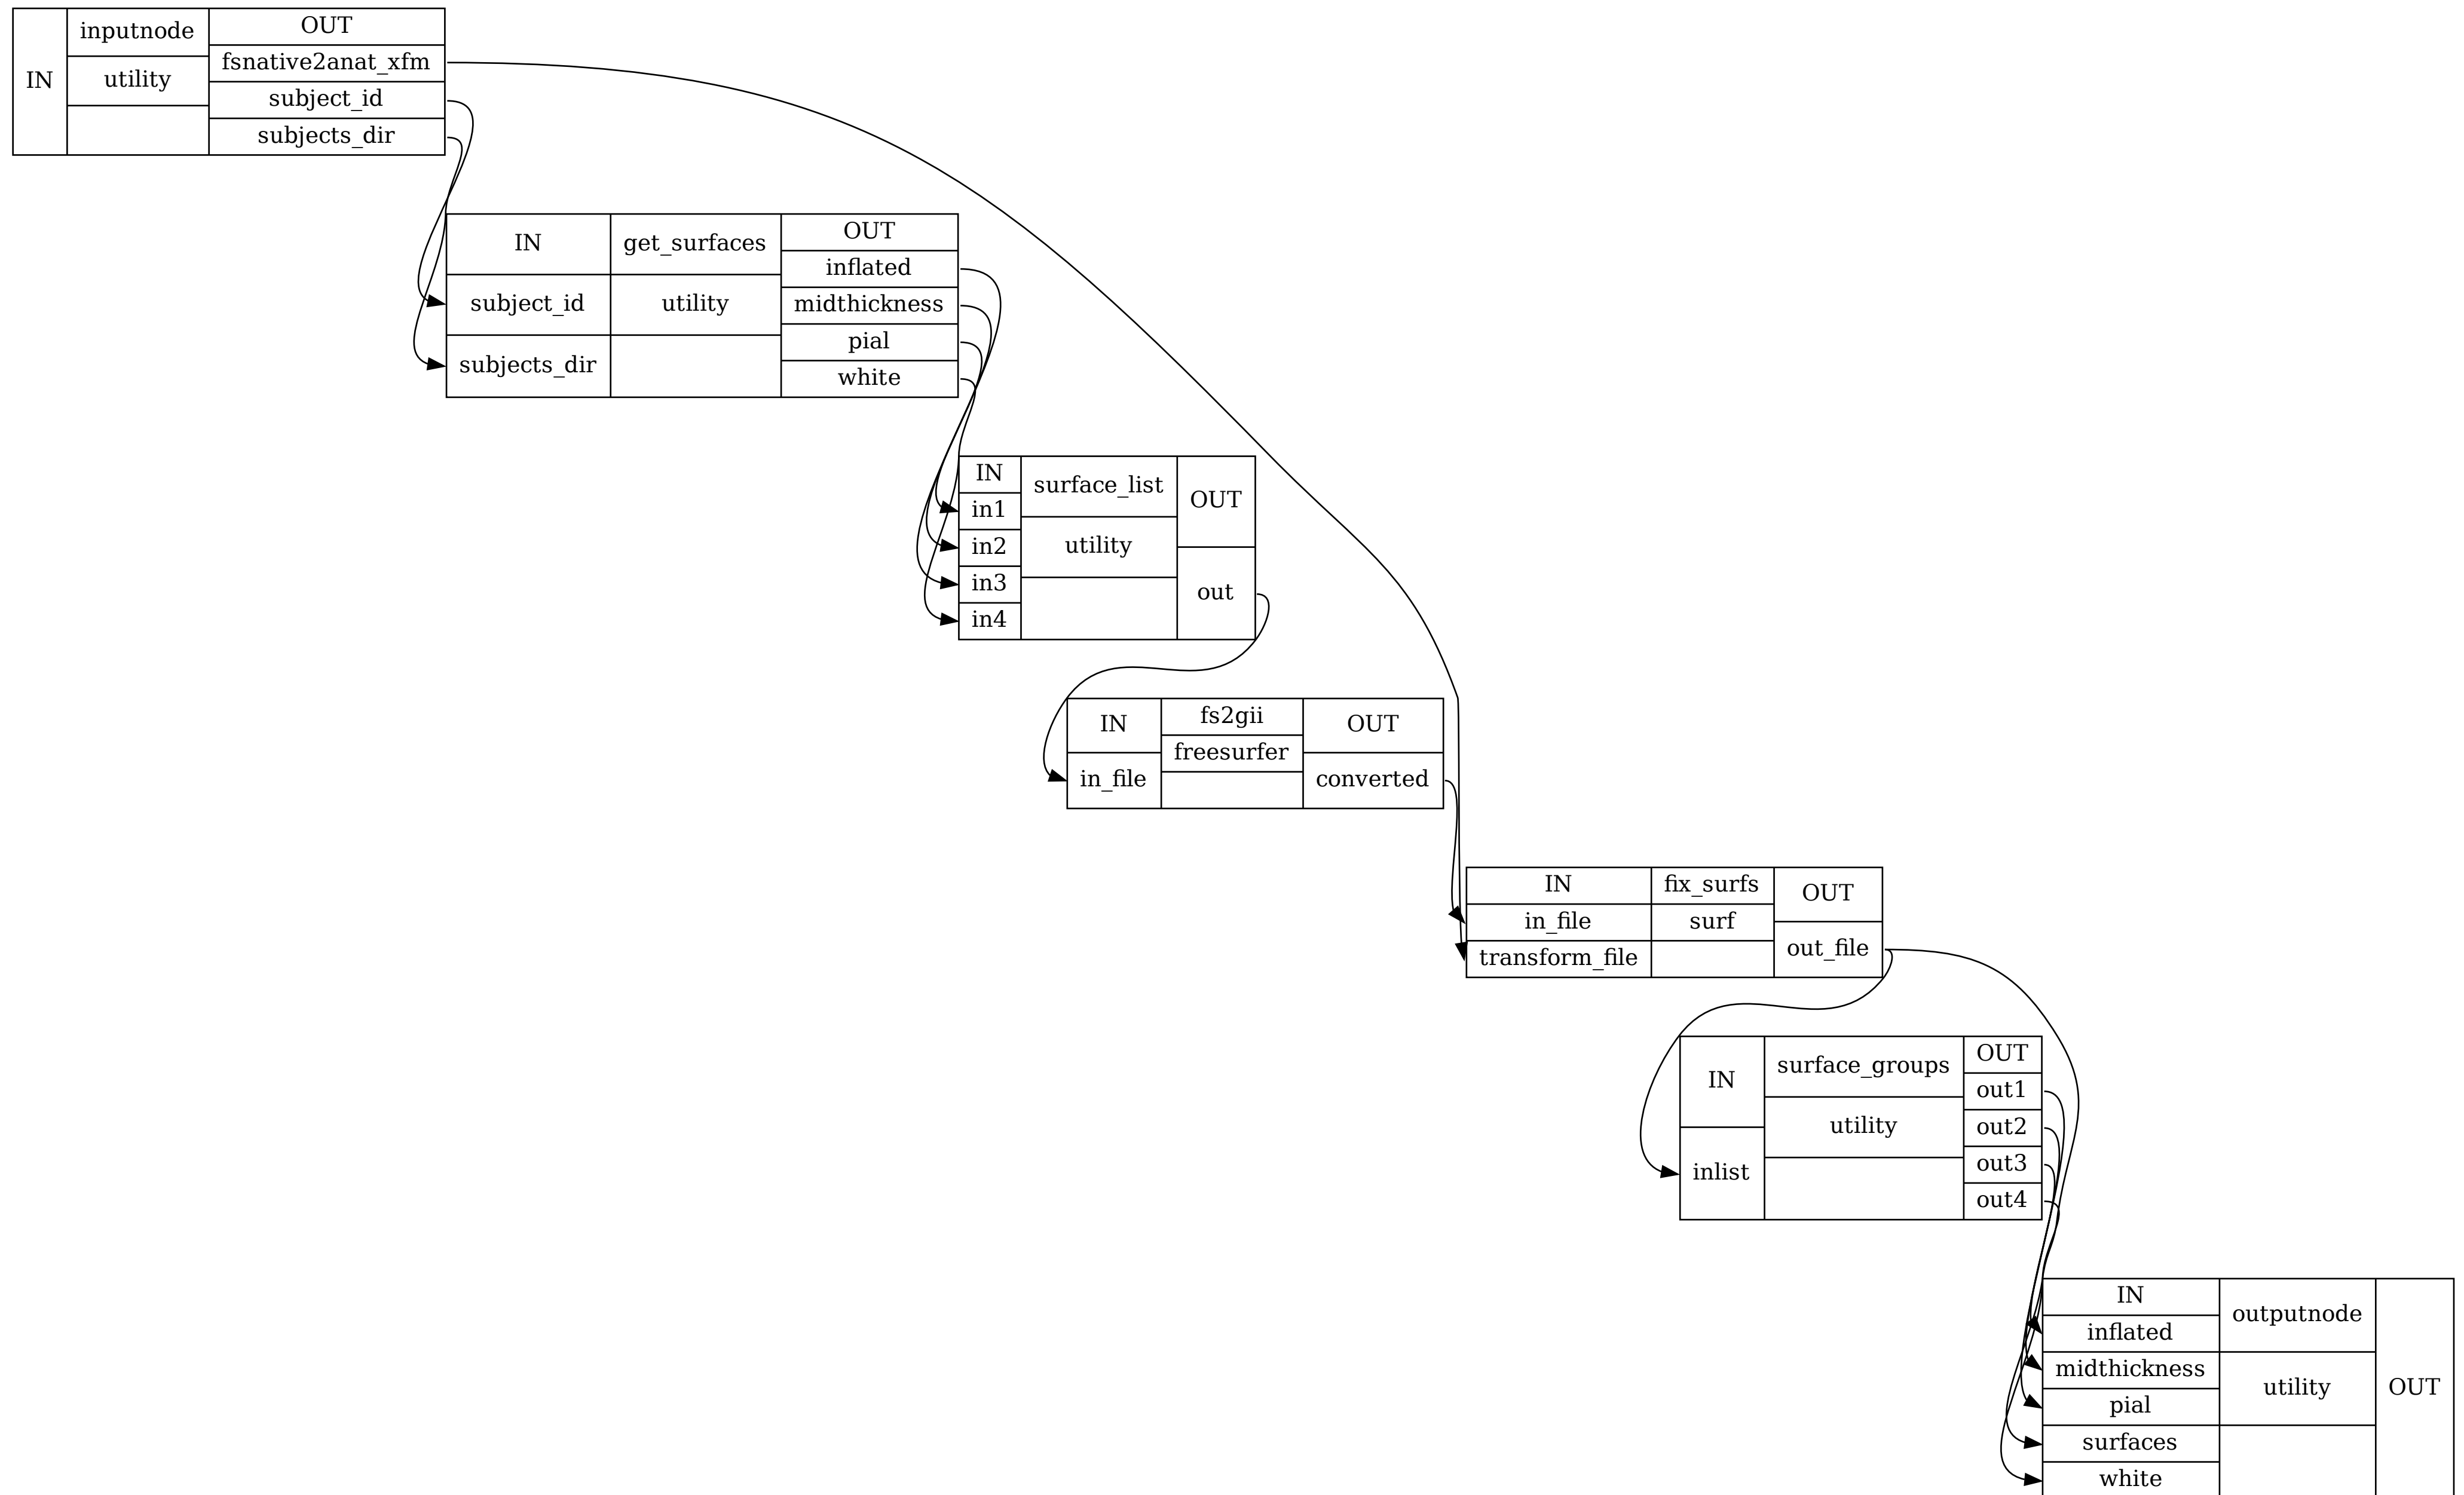 IN
inputnode
utility
OUT
fsnative2anat_xfm
subject_id
subjects_dir
IN
subject_id
subjects_dir
get_surfaces
utility
OUT
inflated
midthickness
pial
white
IN
in1
in2
in3
in4
surface_list
utility
OUT
out
IN
in_file
fs2gii
freesurfer
OUT
converted
IN
in_file
transform_file
fix_surfs
surf
OUT
out_file
IN
inlist
surface_groups
utility
OUT
out1
out2
out3
out4
IN
inflated
midthickness
pial
surfaces
white
outputnode
utility
OUT